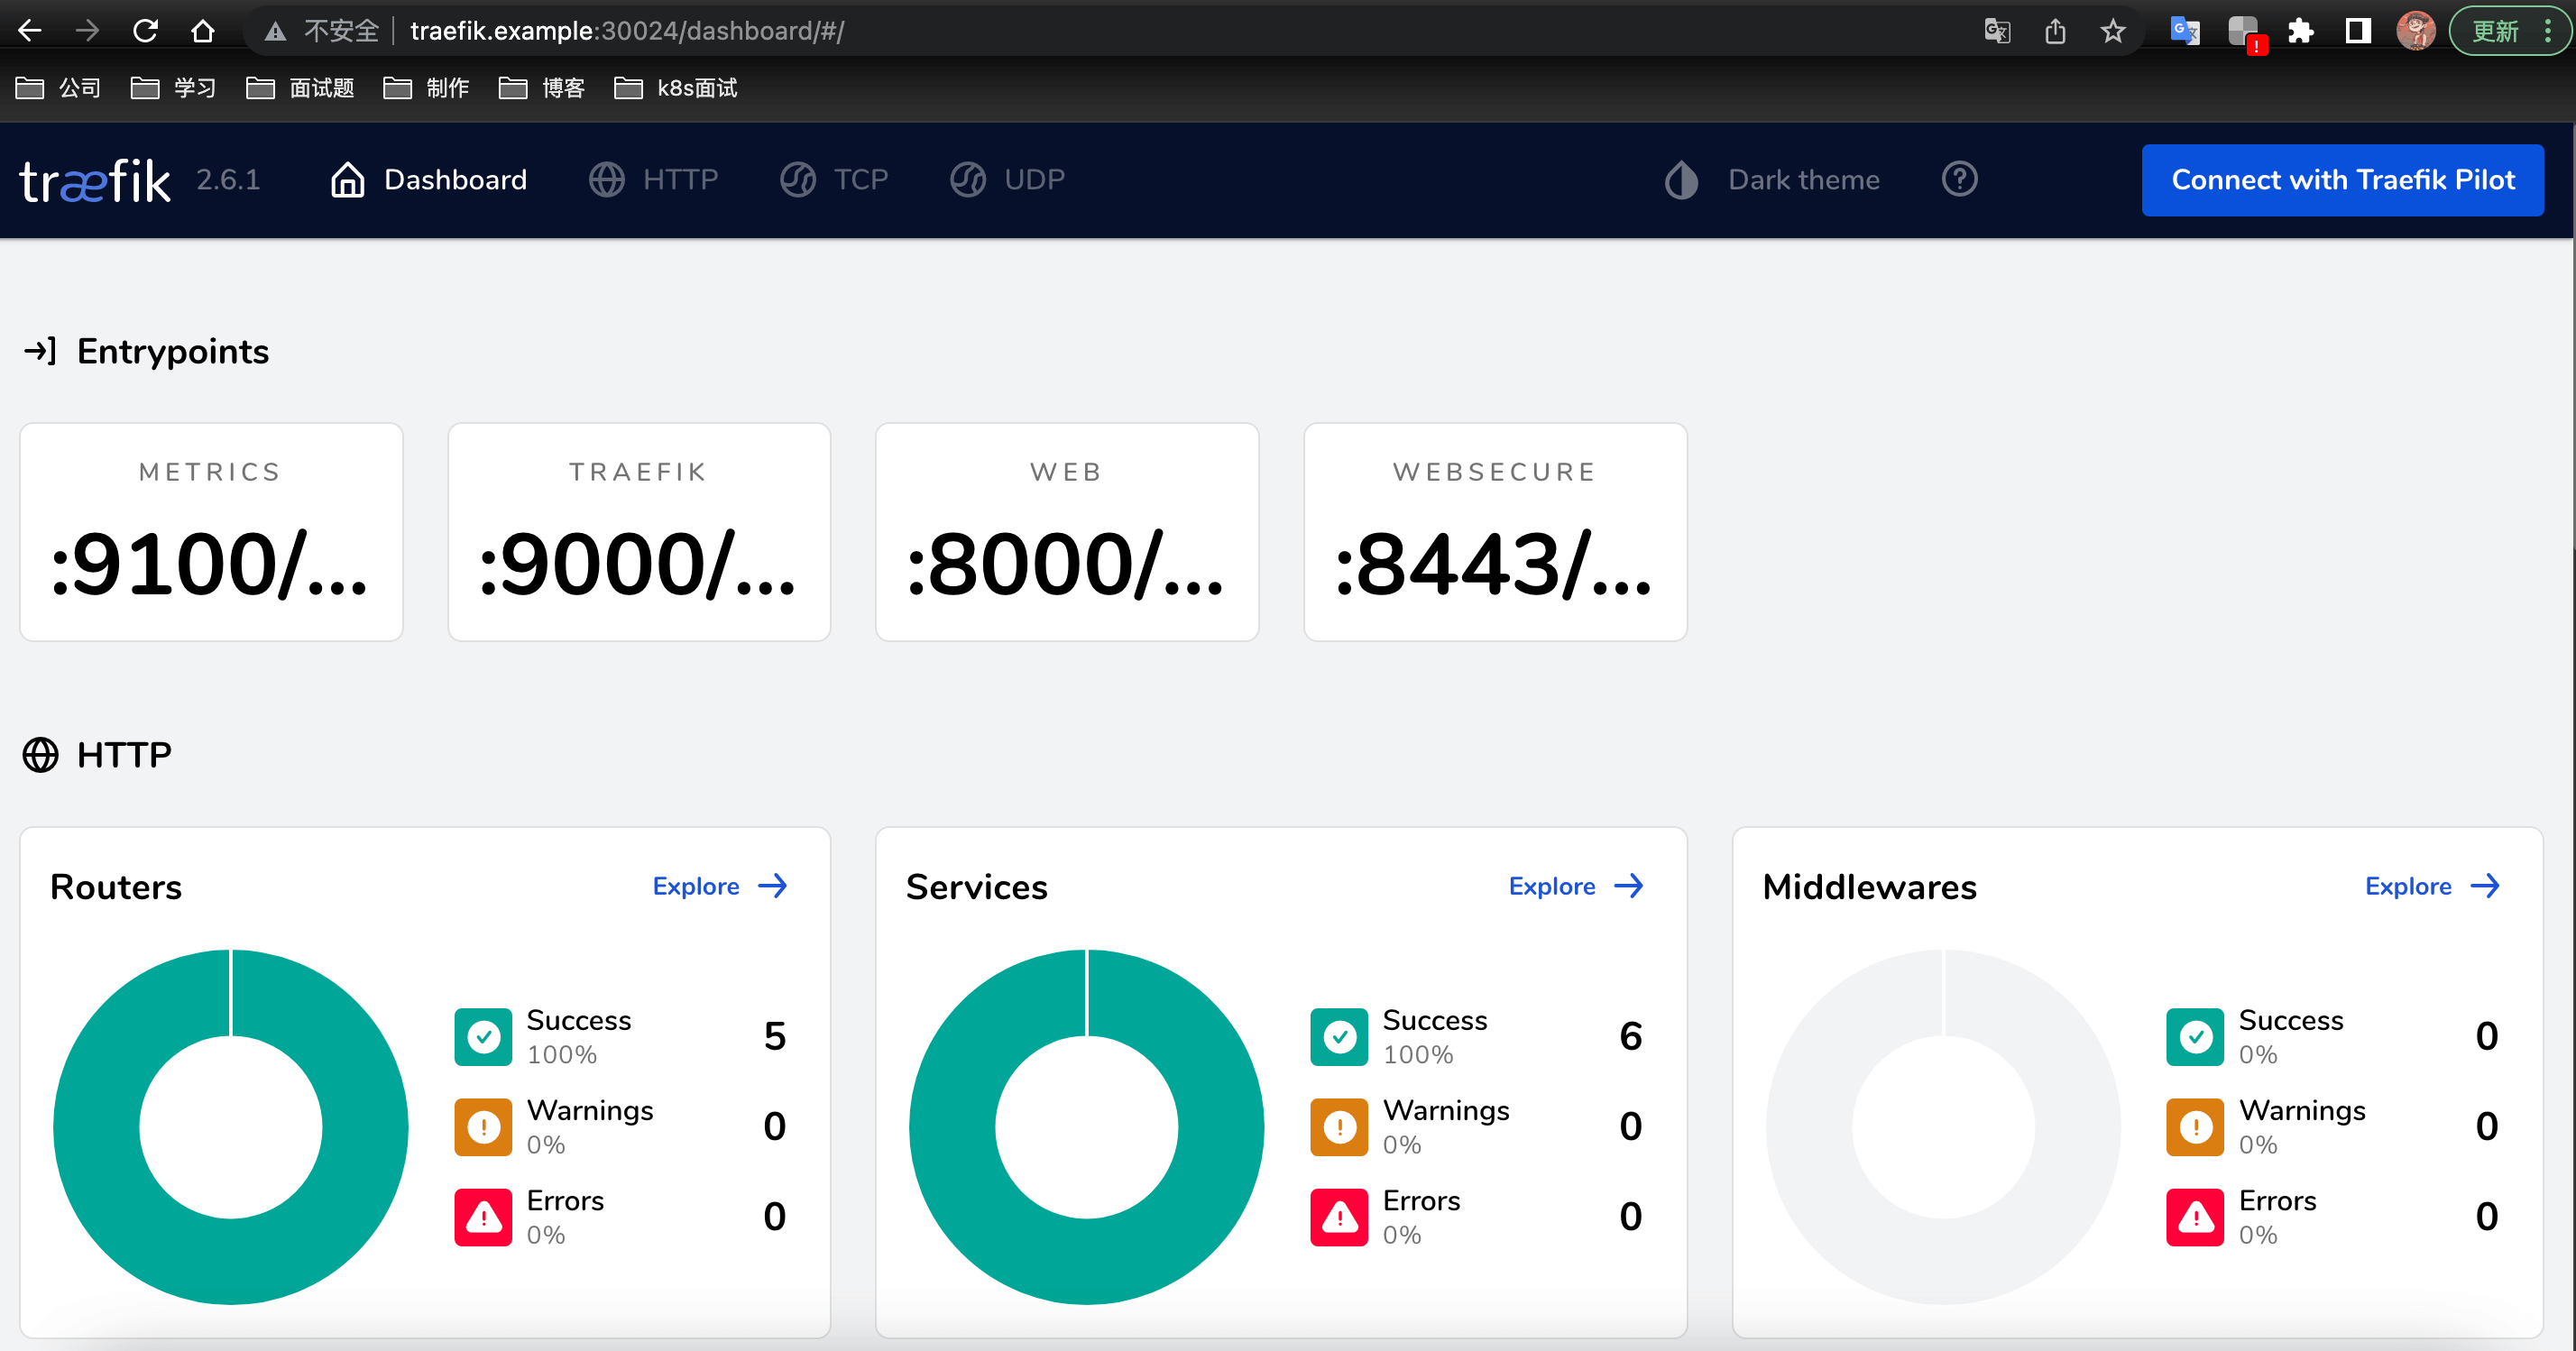 不安全 traefik.example:30024/dashboard/#/ 更新
公司 学习 面试题 制作 博客 k8s面试
træfik 2.6.1 Dashboard HTTP TCP UDP Dark theme Connect with Traefik Pilot
Entrypoints
METRICS TRAEFIK WEB WEBSECURE
:9100/... :9000/... :8000/... :8443/...
HTTP
Routers Explore Services Explore Middlewares Explore
Success 5 Success 6 Success 0
100% 100% 0%
Warnings 0 Warnings 0 Warnings 0
0% 0% 0%
Errors 0 Errors 0 Errors 0
0% 0% 0%